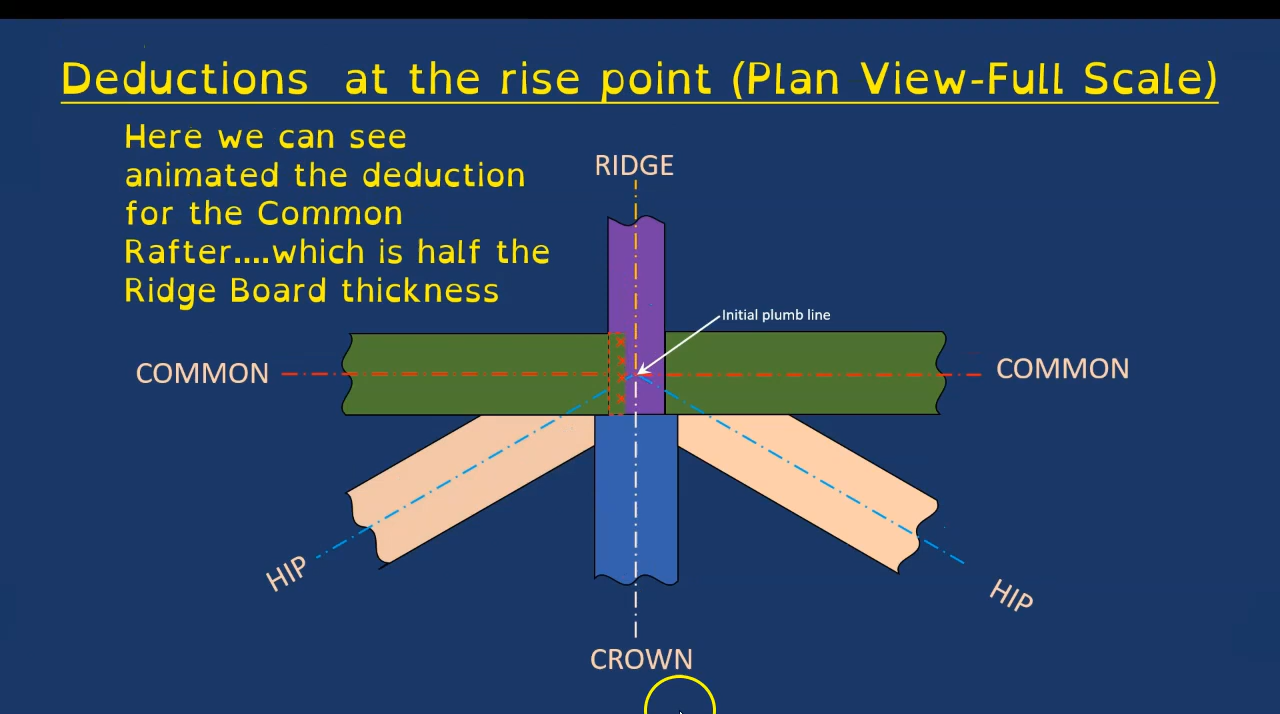 Deductions at the rise point (Plan View-Full Scale)
Here we can see
animated the deduction
for the Common
Rafter....which is half the
Ridge Board thickness
RIDGE
Initial plumb line
COMMON
COMMON
HIP
HIP
CROWN